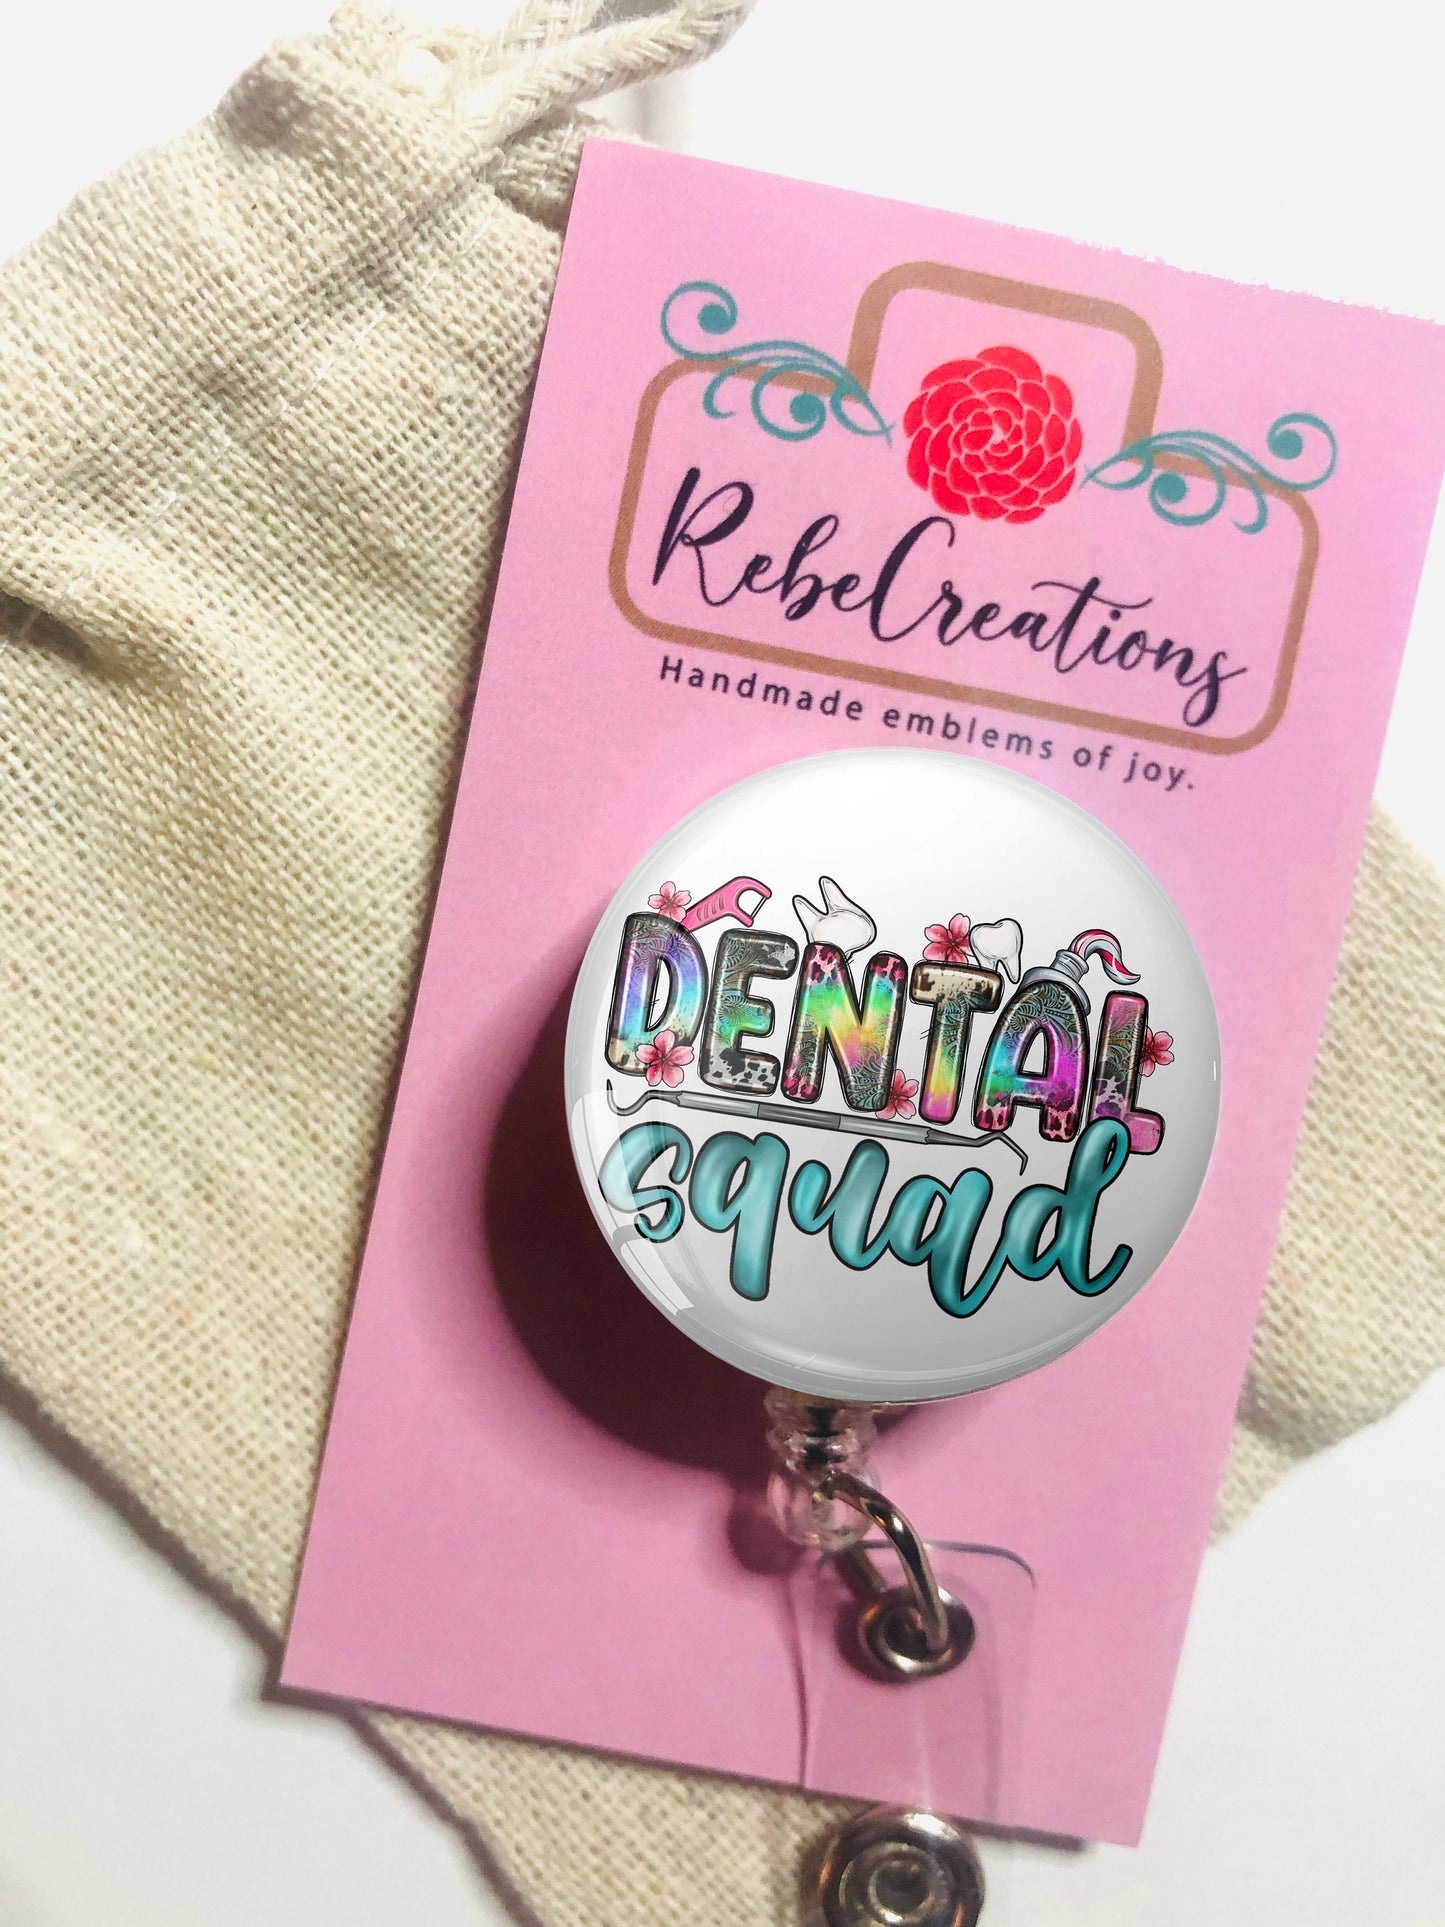 RebeCreations
Handmade emblems of joy.
DENTAL
squad